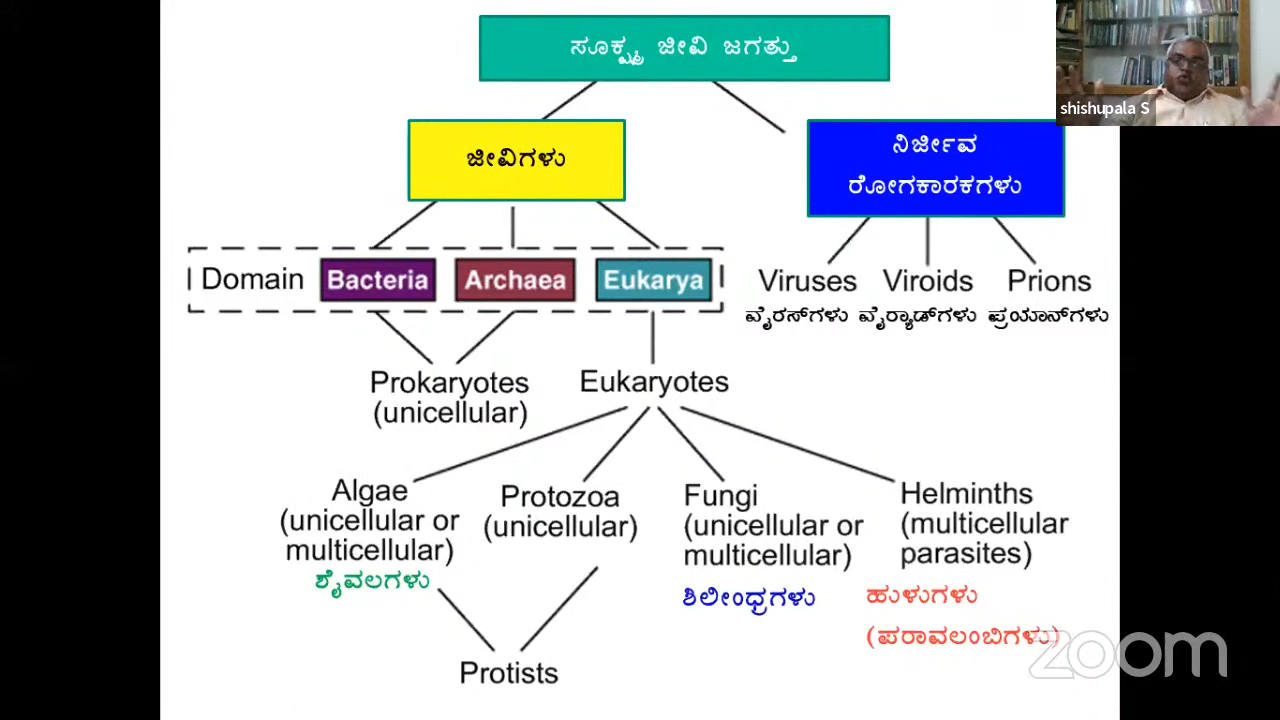 ಸೂಕ್ಷ್ಮ ಜೀವಿ ಜಗತ್ತು
shishupala S
ಜೀವಿಗಳು
ನಿರ್ಜೀವ
ರೋಗಕಾರಕಗಳು
Domain Bacteria Archaea Eukarya
Viruses Viroids Prions
ವೈರಸ್‌ಗಳು ವೈರ‍್ಯಾಡ್‌ಗಳು ಪ್ರಯಾನ್‌ಗಳು
Prokaryotes
(unicellular)
Eukaryotes
Algae
(unicellular or
multicellular)
ಶೈವಲಗಳು
Protozoa
(unicellular)
Fungi
(unicellular or
multicellular)
ಶಿಲೀಂಧ್ರಗಳು
Helminths
(multicellular
parasites)
ಹುಳುಗಳು
(ಪರಾವಲಂಬಿಗಳು)
Protists
zoom